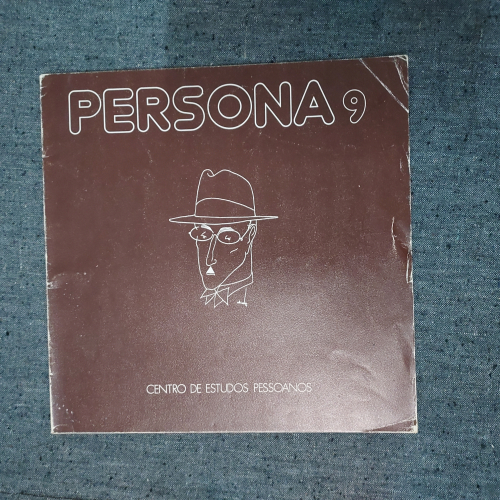 PERSONA 9
CENTRO DE ESTUDOS PESSOANOS